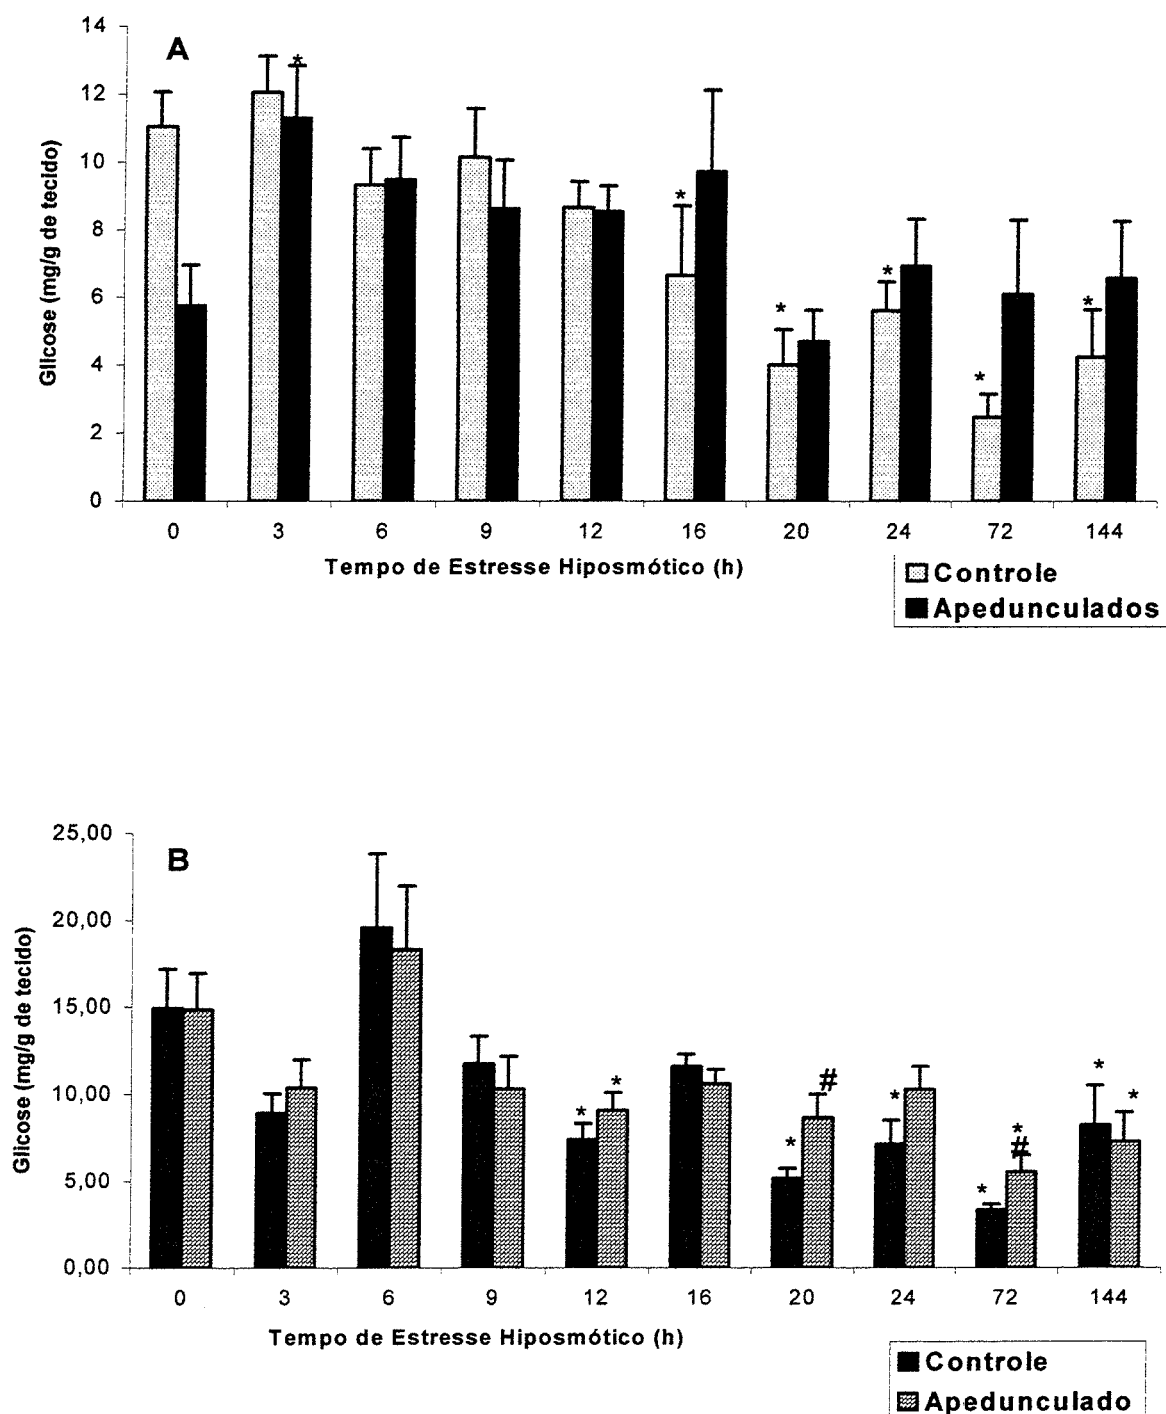 A
14
12
10
8
6
4
2
0
Glicose (mg/g de tecido)
* * * * * *
0 3 6 9 12 16 20 24 72 144
Tempo de Estresse Hiposmótico (h)
Controle
Apedunculados
B
25,00
20,00
15,00
10,00
5,00
0,00
Glicose (mg/g de tecido)
* * * # * * * # * *
0 3 6 9 12 16 20 24 72 144
Tempo de Estresse Hiposmótico (h)
Controle
Apedunculado